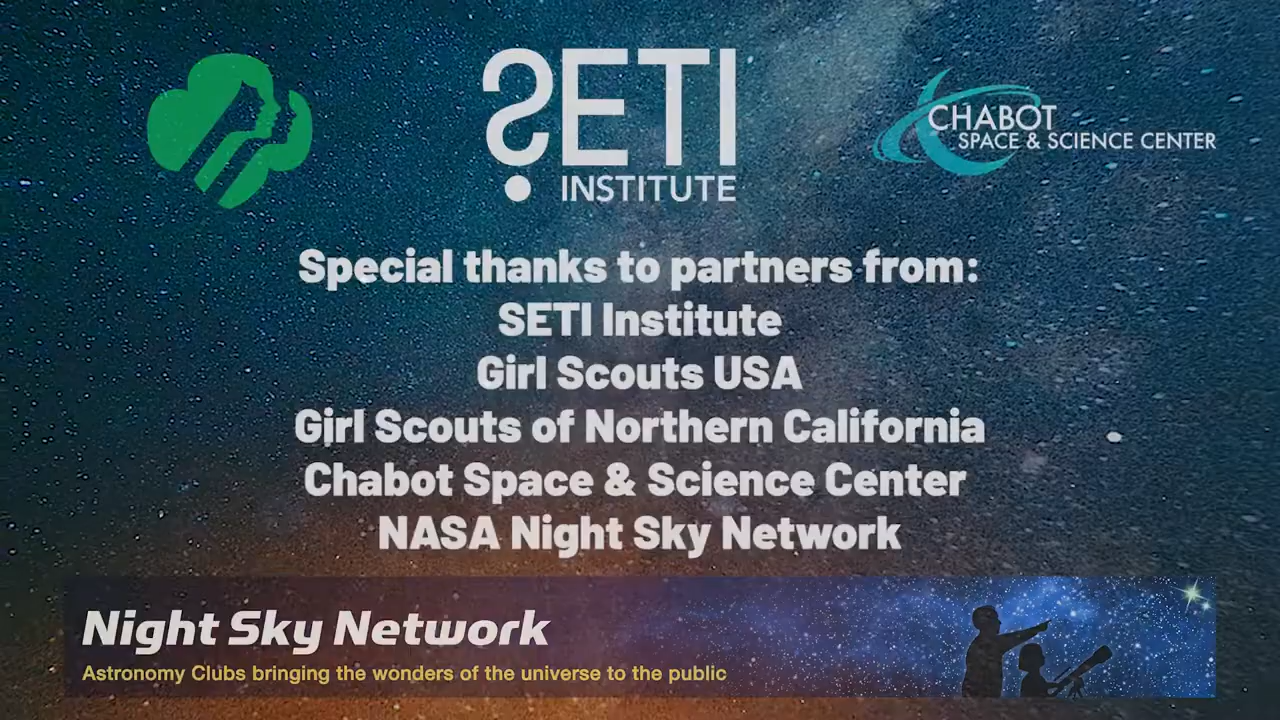 SETI
INSTITUTE
CHABOT
SPACE & SCIENCE CENTER
Special thanks to partners from:
SETI Institute
Girl Scouts USA
Girl Scouts of Northern California
Chabot Space & Science Center
NASA Night Sky Network
Night Sky Network
Astronomy Clubs bringing the wonders of the universe to the public